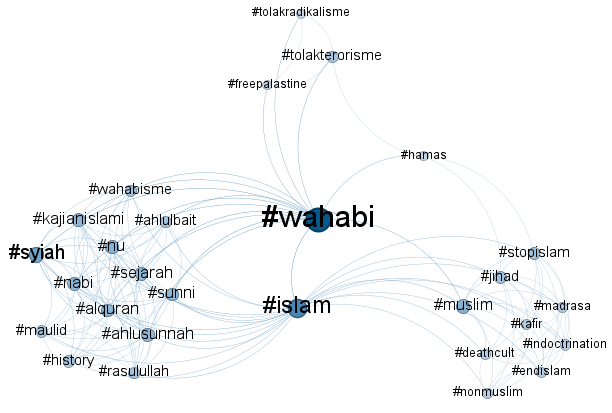 #tolakradikalisme
#tolakterorisme
#freepalastine
#hamas
#wahabisme
#kajianislami
#ahlulbait
#wahabi
#syiah
#nu
#stopislam
#sejarah
#jihad
#nabi
#sunni
#alquran
#islam
#muslim
#madrasa
#maulid
#ahlusunnah
#kafir
#indoctrination
#history
#deathcult
#rasulullah
#endislam
#nonmuslim